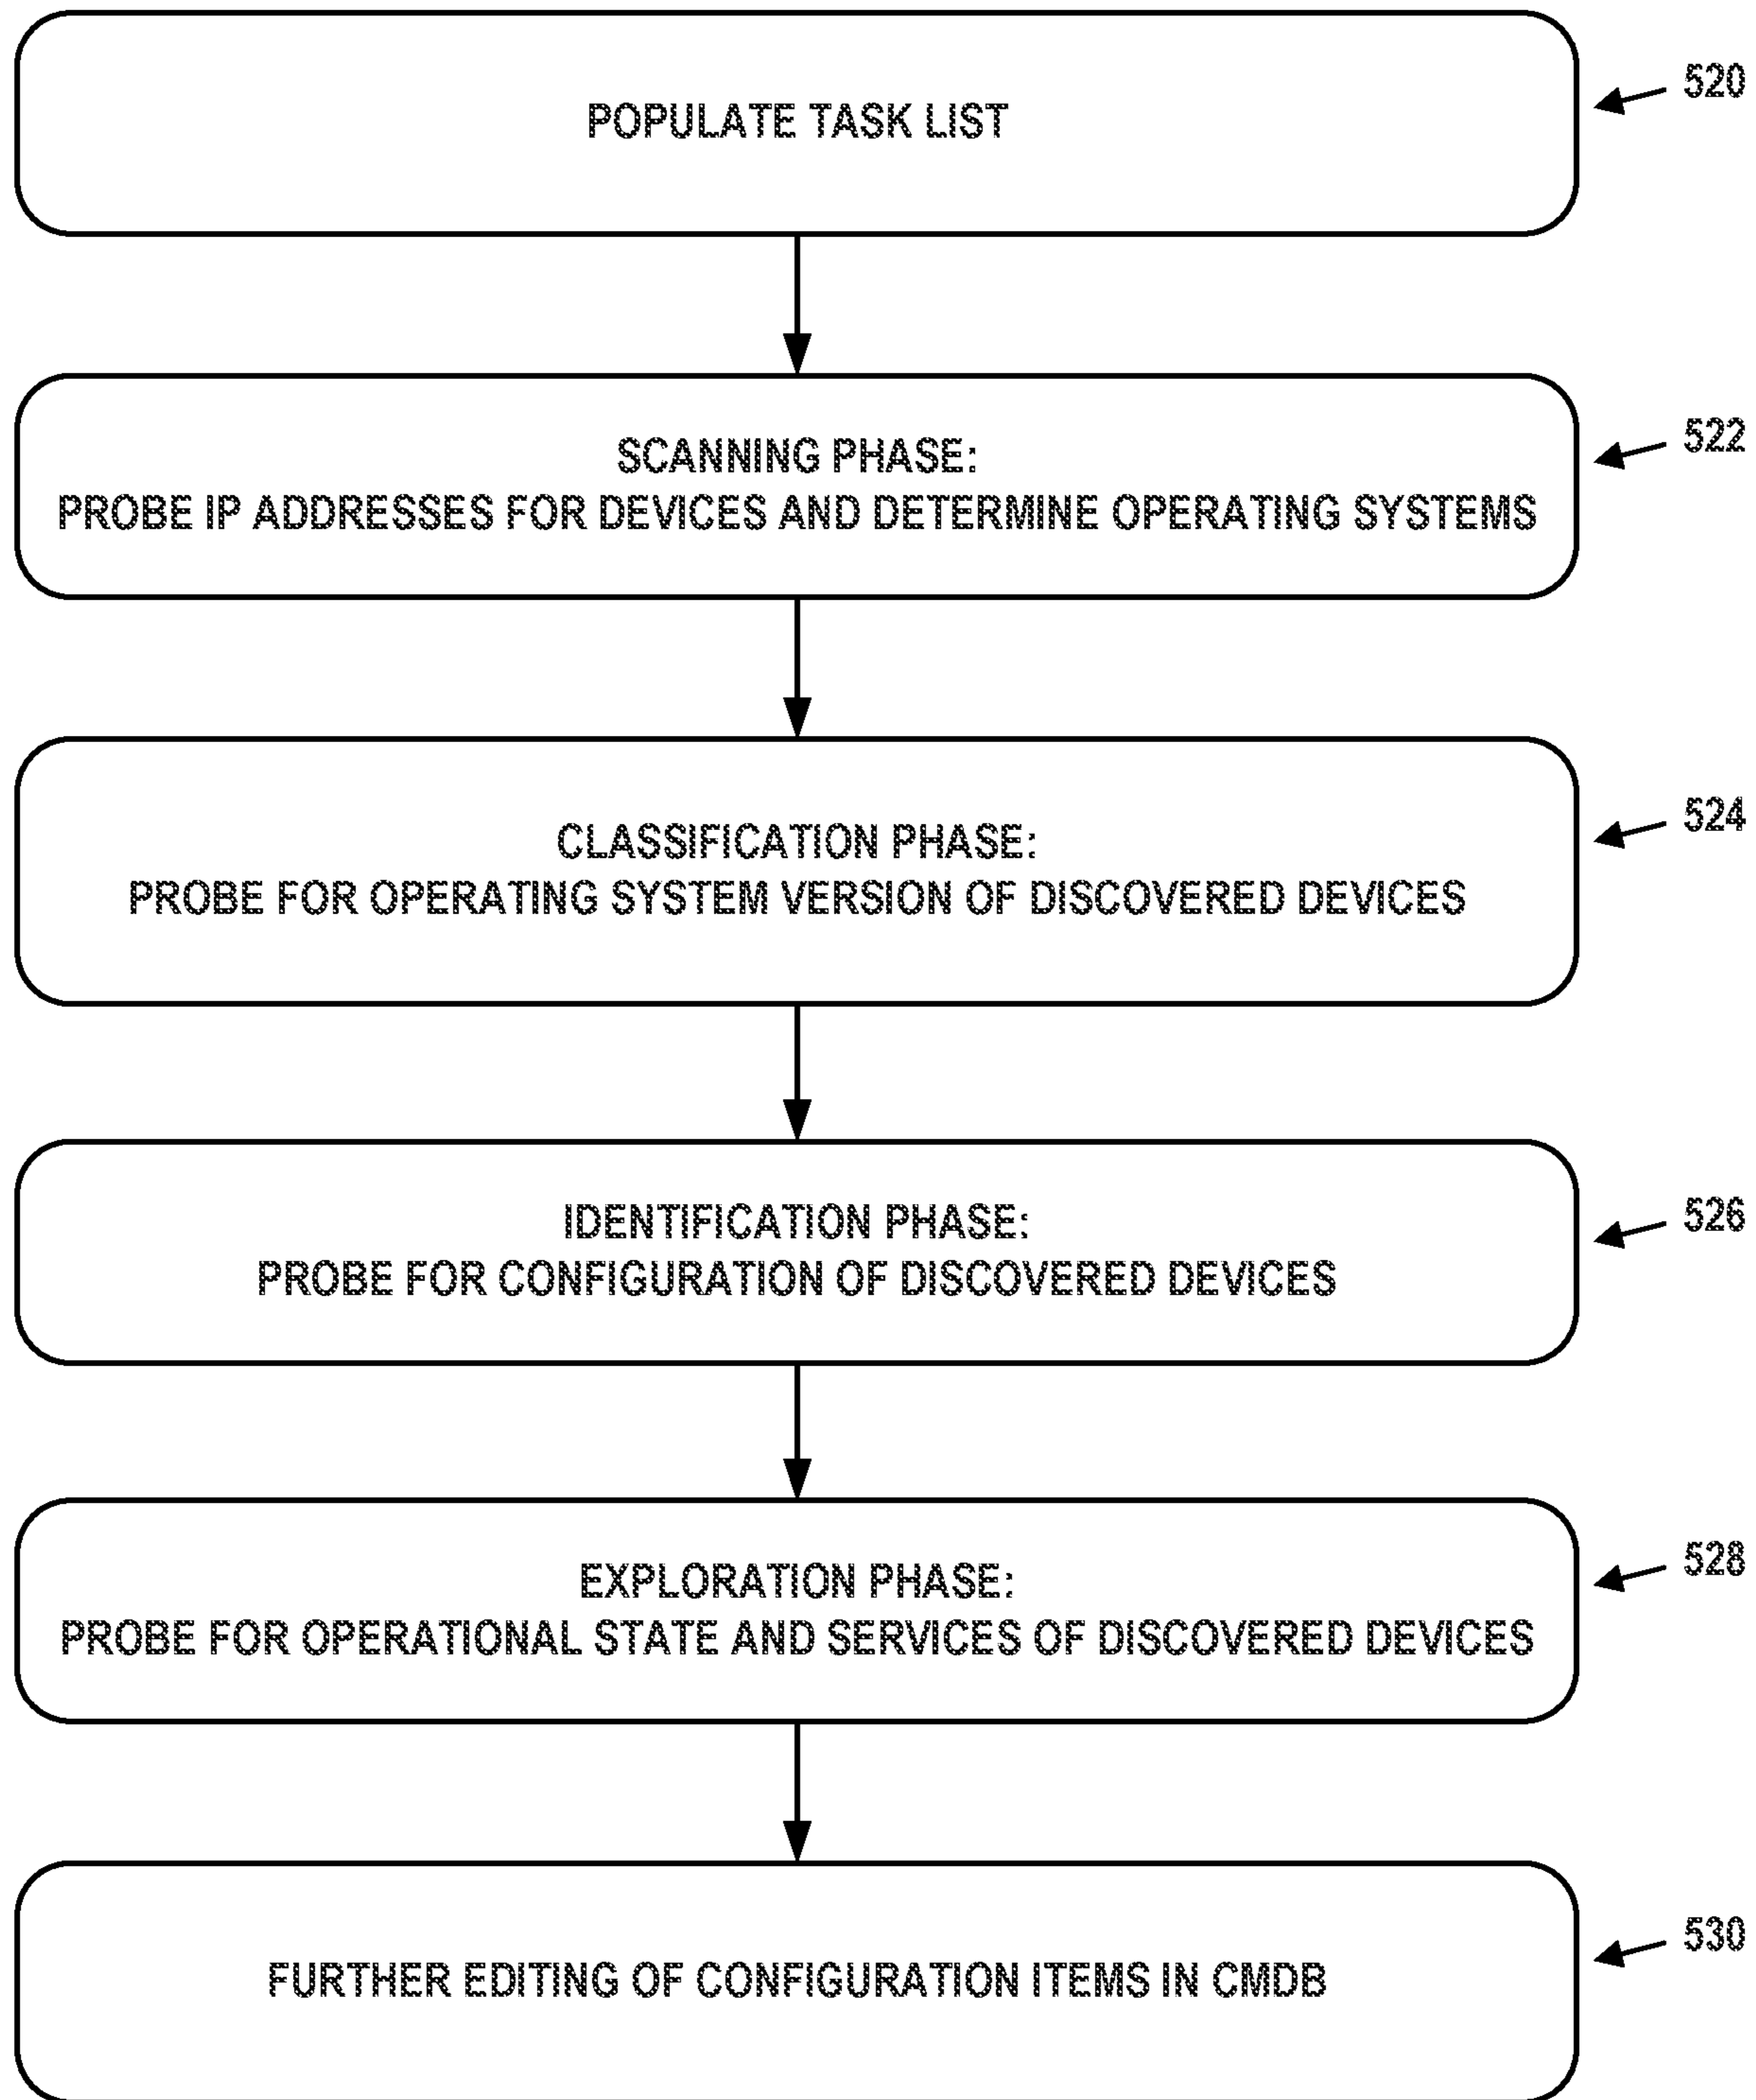 POPULATE TASK LIST
520
SCANNING PHASE:
PROBE IP ADDRESSES FOR DEVICES AND DETERMINE OPERATING SYSTEMS
522
CLASSIFICATION PHASE:
PROBE FOR OPERATING SYSTEM VERSION OF DISCOVERED DEVICES
524
IDENTIFICATION PHASE:
PROBE FOR CONFIGURATION OF DISCOVERED DEVICES
526
EXPLORATION PHASE:
PROBE FOR OPERATIONAL STATE AND SERVICES OF DISCOVERED DEVICES
528
FURTHER EDITING OF CONFIGURATION ITEMS IN CMDB
530